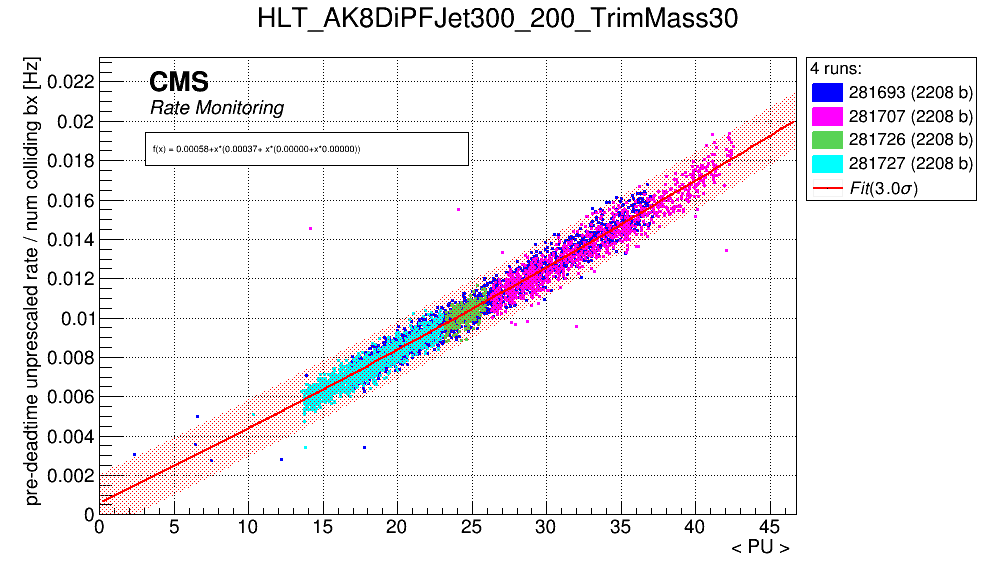 HLT_AK8DiPFJet300_200_TrimMass30
pre-deadtime unprescaled rate / num colliding bx [Hz]
CMS
Rate Monitoring
f(x) = 0.00058+x*(0.00037+ x*(0.00000+x*0.00000))
0.022
0.02
0.018
0.016
0.014
0.012
0.01
0.008
0.006
0.004
0.002
0
0 5 10 15 20 25 30 35 40 45
< PU >
4 runs:
281693 (2208 b)
281707 (2208 b)
281726 (2208 b)
281727 (2208 b)
Fit(3.0σ)